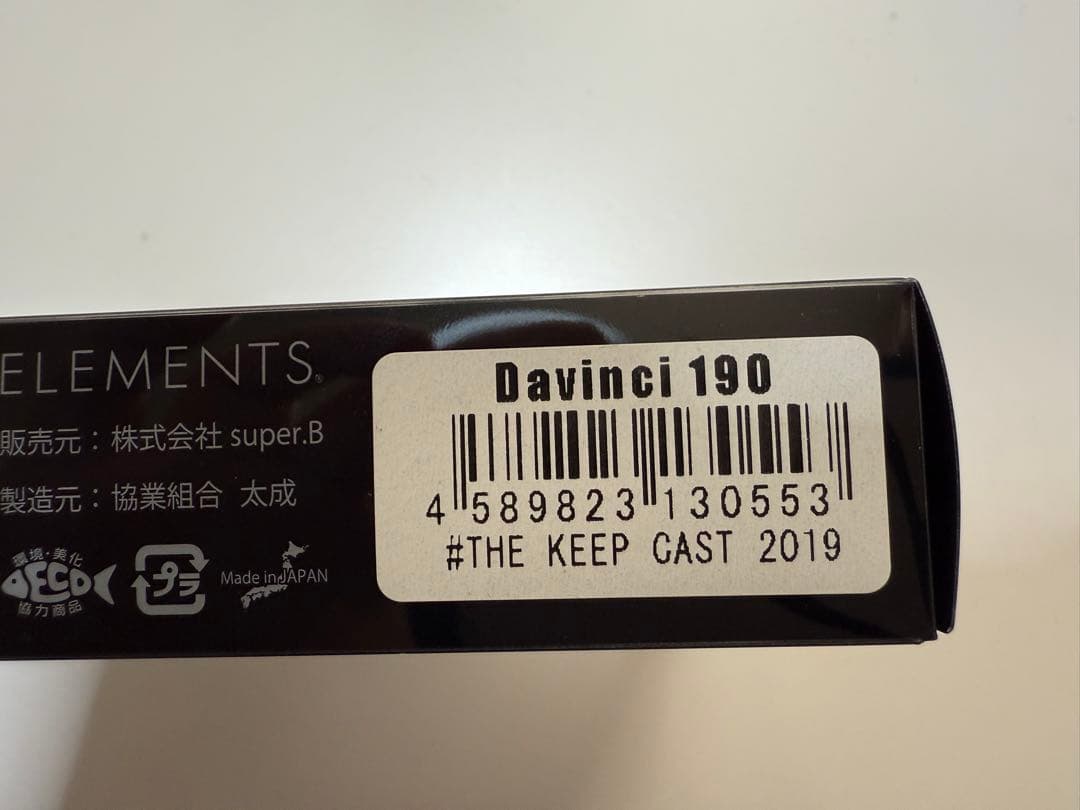 ELEMENTS®
販売元：株式会社 super.B
製造元：協業組合 太成
環境・美化
DECO
協力商品
プラ
Made in JAPAN
Davinci 190
4 589823 130553
#THE KEEP CAST 2019